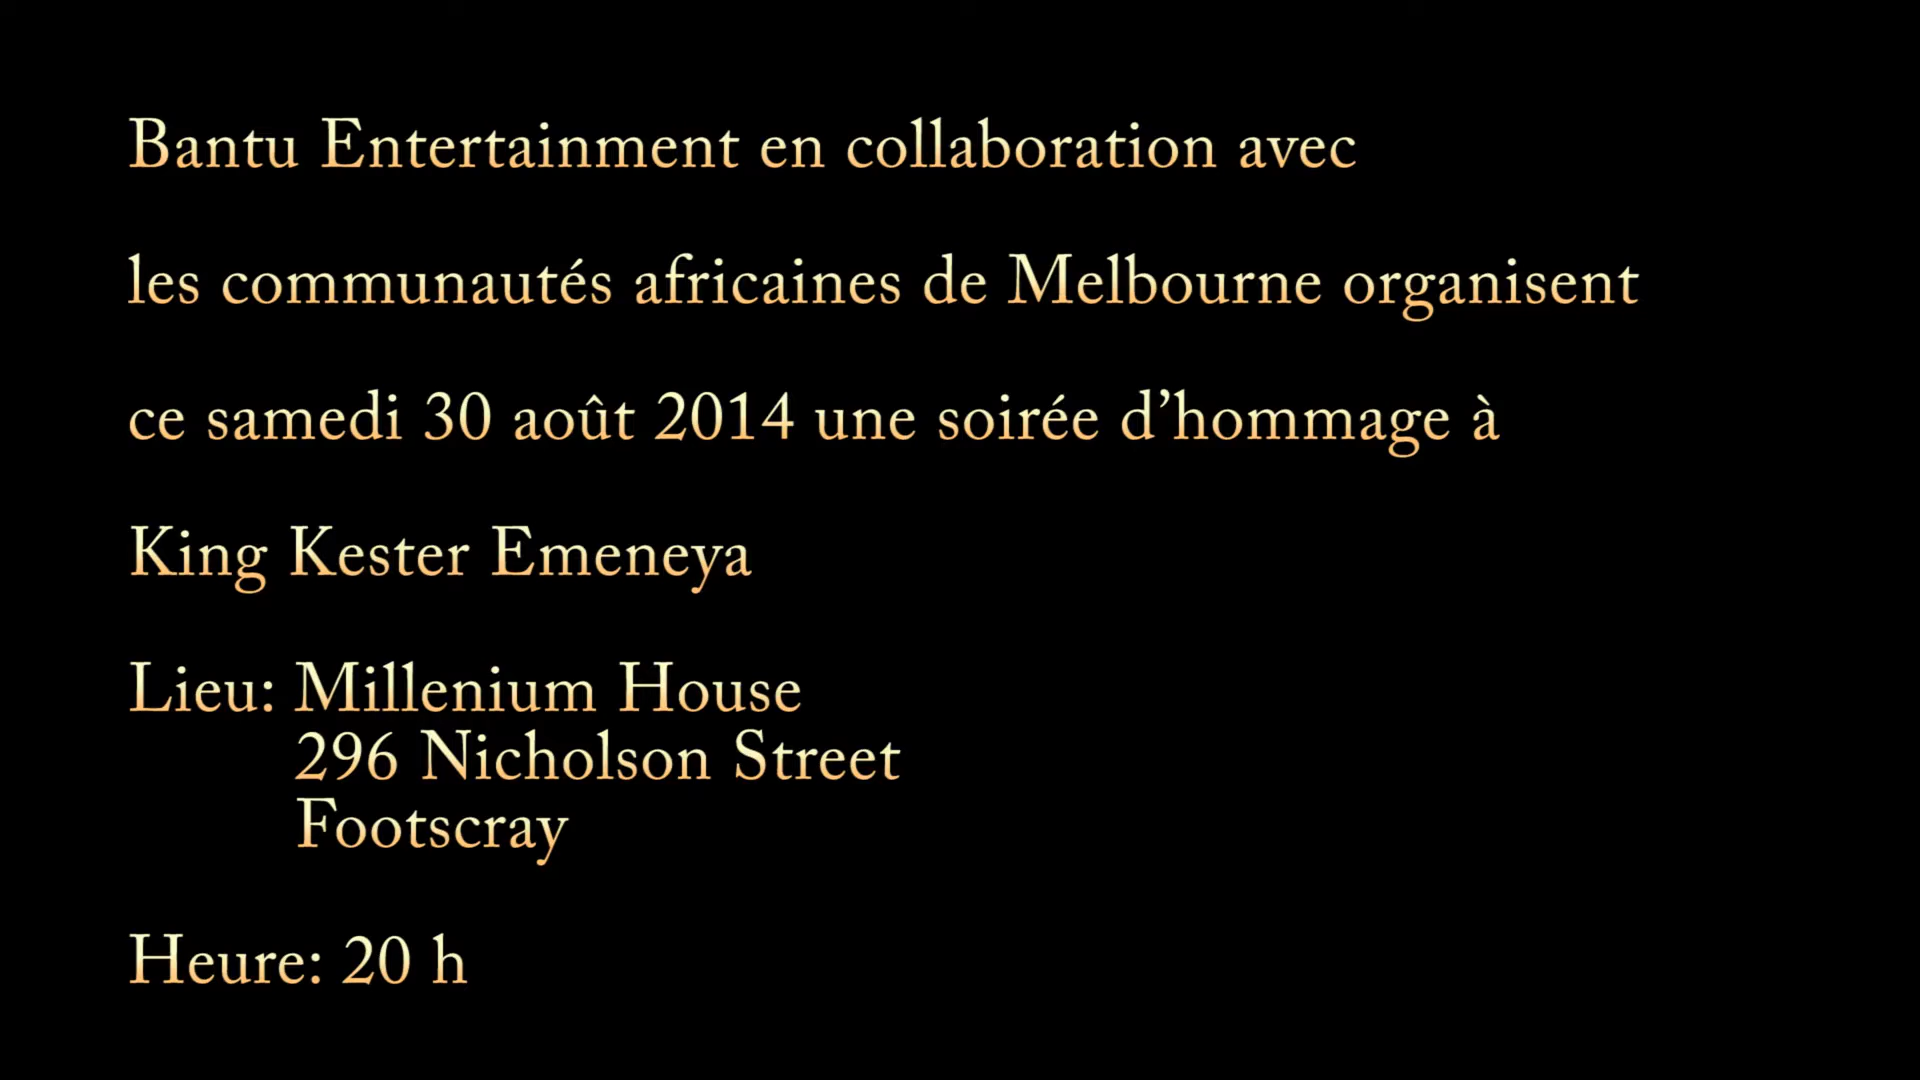 Bantu Entertainment en collaboration avec
les communautés africaines de Melbourne organisent
ce samedi 30 août 2014 une soirée d’hommage à
King Kester Emeneya
Lieu: Millenium House
296 Nicholson Street
Footscray
Heure: 20 h